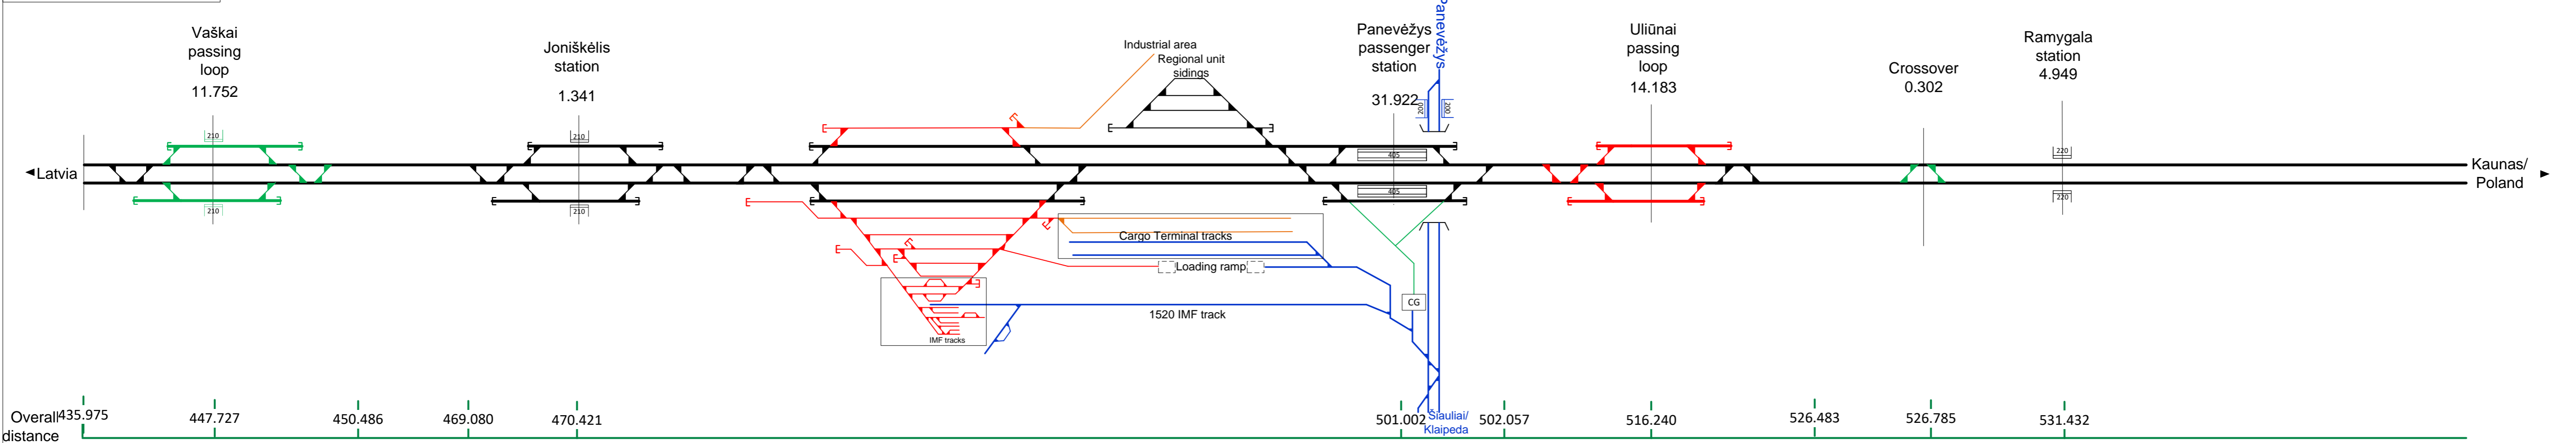 Vaškai
passing
loop
11.752
Joniškėlis
station
1.341
Industrial area
Regional unit
sidings
Panevėžys
passenger
station
31.922
Panevėžys
Uliūnai
passing
loop
14.183
Crossover
0.302
Ramygala
station
4.949
200
200
210
210
405
220
Latvia
Kaunas/
Poland
210
210
405
220
Cargo Terminal tracks
Loading ramp
CG
1520 IMF track
IMF tracks
Overall
distance
435.975
447.727
450.486
469.080
470.421
501.002
Šiauliai/
Klaipeda
502.057
516.240
526.483
526.785
531.432